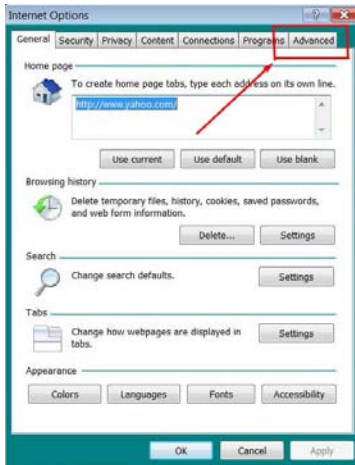 Internet Options
General Security Privacy Content Connections Programs Advanced
Home page
To create home page tabs, type each address on its own line.
http://www.yahoo.com/
Use current Use default Use blank
Browsing history
Delete temporary files, history, cookies, saved passwords,
and web form information.
Delete... Settings
Search
Change search defaults. Settings
Tabs
Change how webpages are displayed in
tabs. Settings
Appearance
Colors Languages Fonts Accessibility
OK Cancel Apply